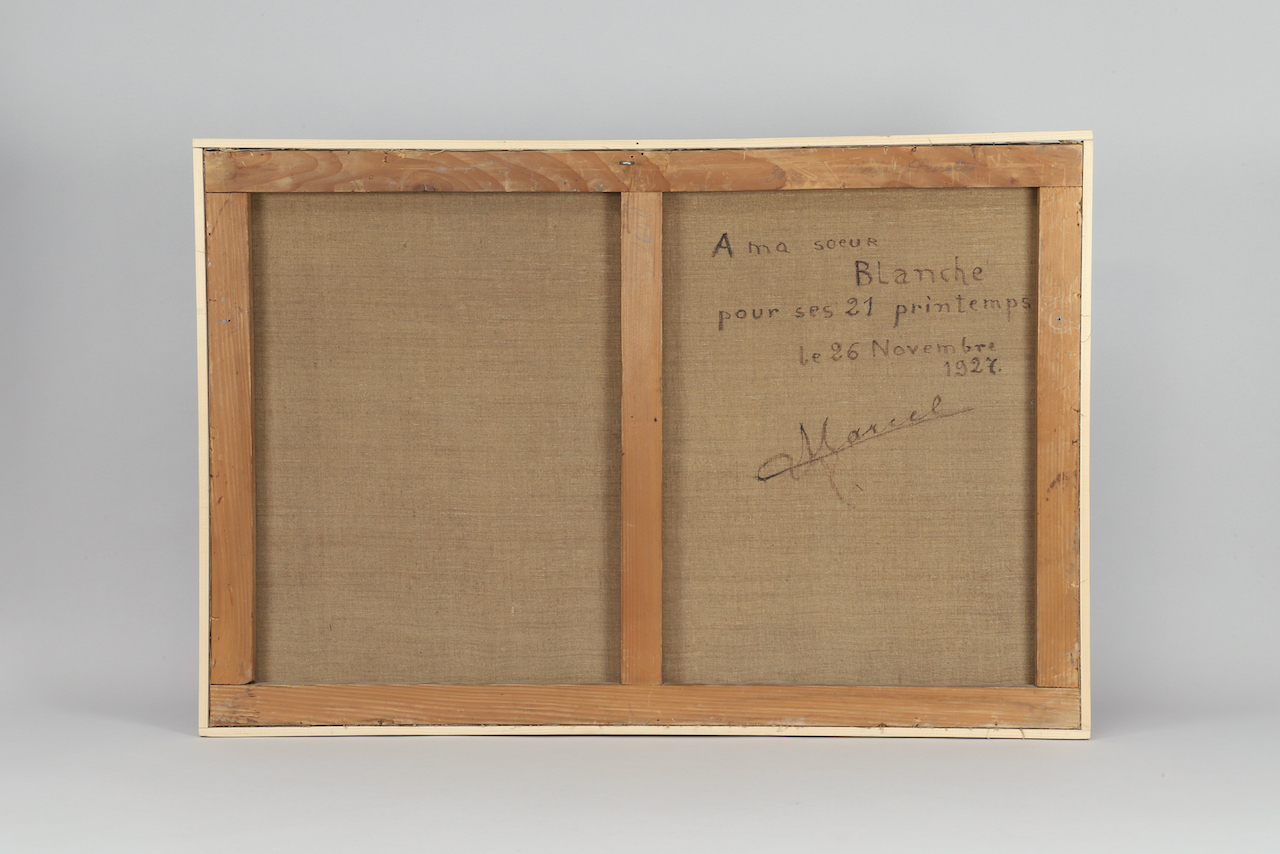 A ma soeur
Blanche
pour ses 21 printemps
le 26 Novembre
1927.
Marcel